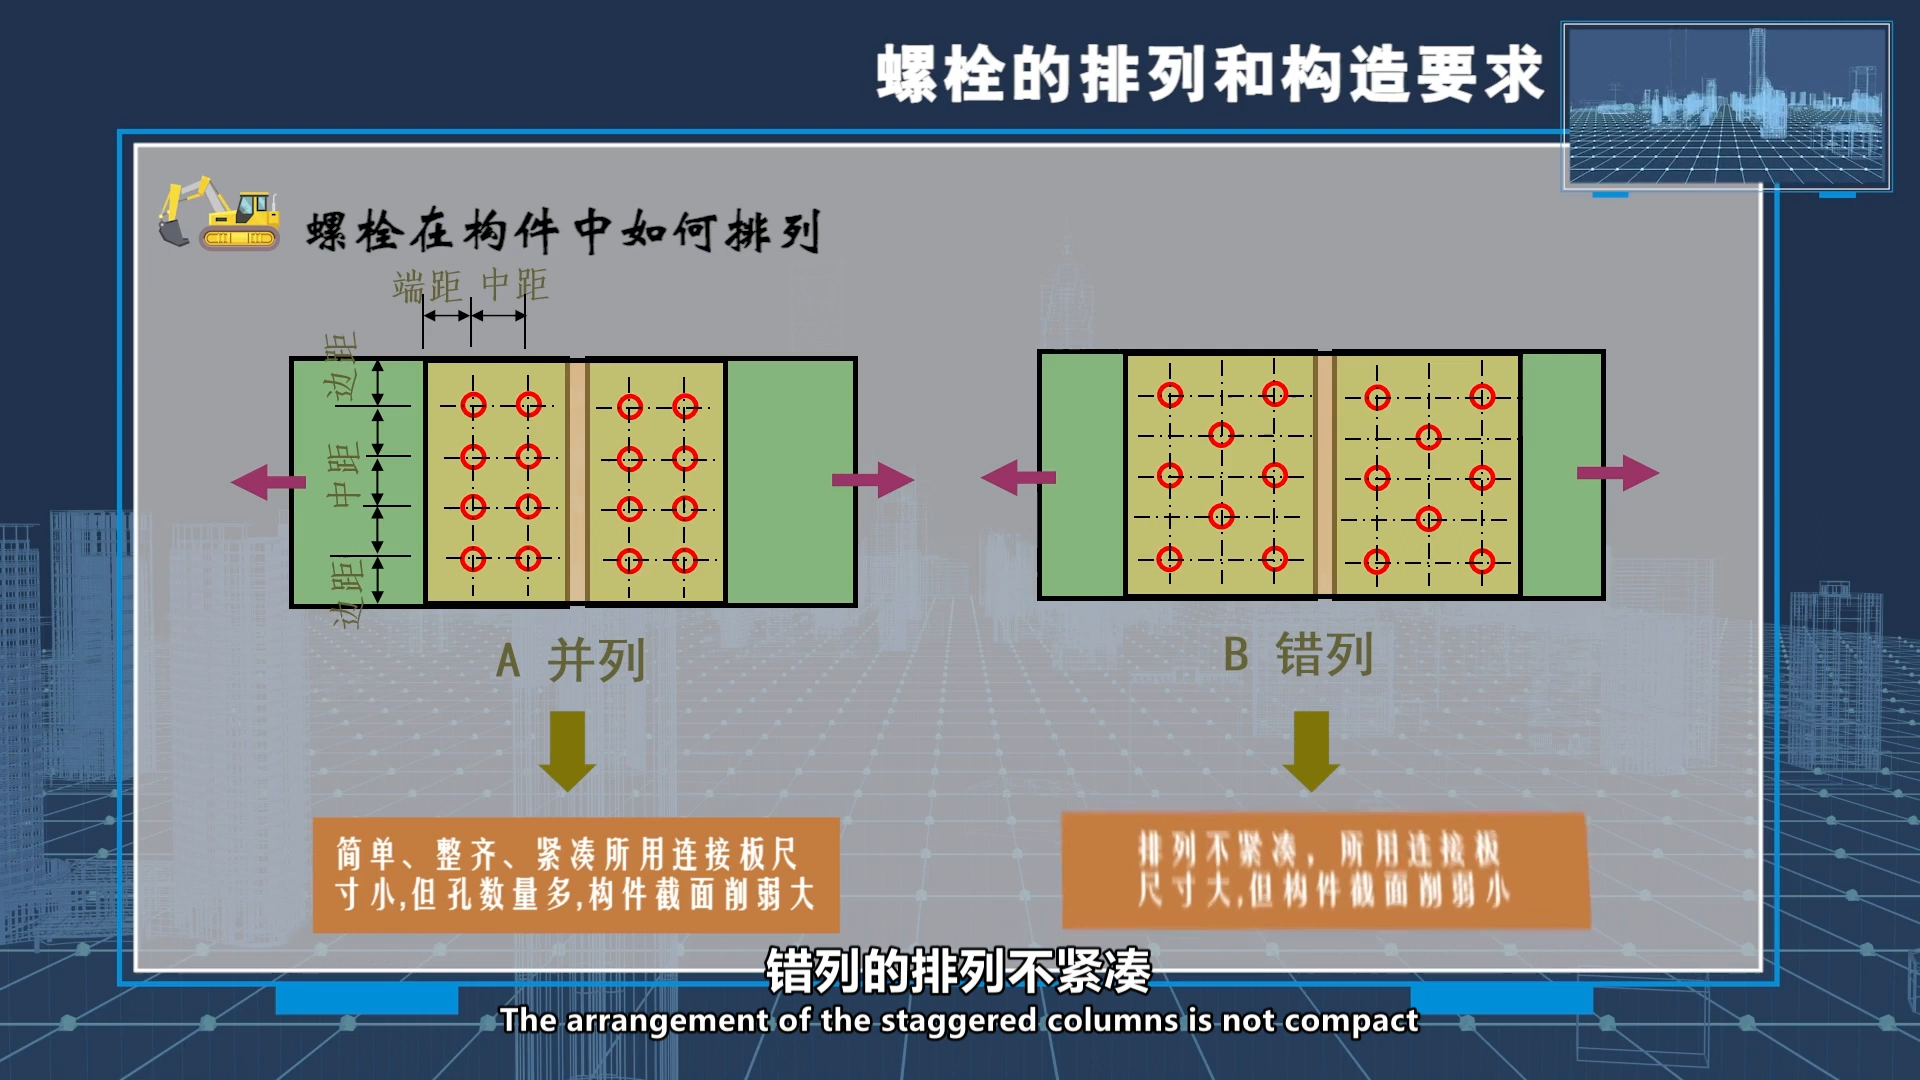 螺栓的排列和构造要求
螺栓在构件中如何排列
端距 中距
边距
中距
边距
A 并列
B 错列
简单、整齐、紧凑所用连接板尺
寸小,但孔数量多,构件截面削弱大
排列不紧凑，所用连接板
尺寸大,但构件截面削弱小
错列的排列不紧凑
The arrangement of the staggered columns is not compact